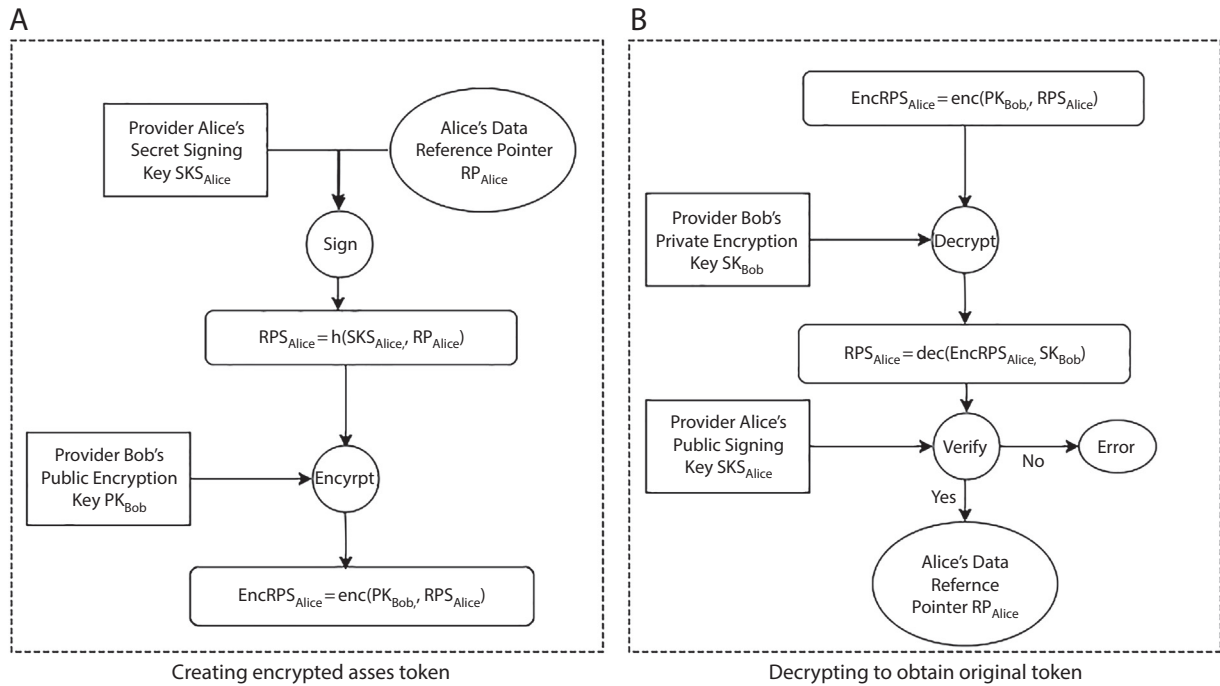 A
Provider Alice's
Secret Signing
Key SKS_Alice
Alice's Data
Reference Pointer
RP_Alice
Sign
RPS_Alice = h(SKS_Alice,, RP_Alice)
Provider Bob's
Public Encryption
Key PK_Bob
Encyrpt
EncRPS_Alice = enc(PK_Bob,, RPS_Alice)
Creating encrypted asses token
B
EncRPS_Alice = enc(PK_Bob,, RPS_Alice)
Provider Bob's
Private Encryption
Key SK_Bob
Decrypt
RPS_Alice = dec(EncRPS_Alice, SK_Bob)
Provider Alice's
Public Signing
Key SKS_Alice
Verify
No
Error
Yes
Alice's Data
Refernce
Pointer RP_Alice
Decrypting to obtain original token